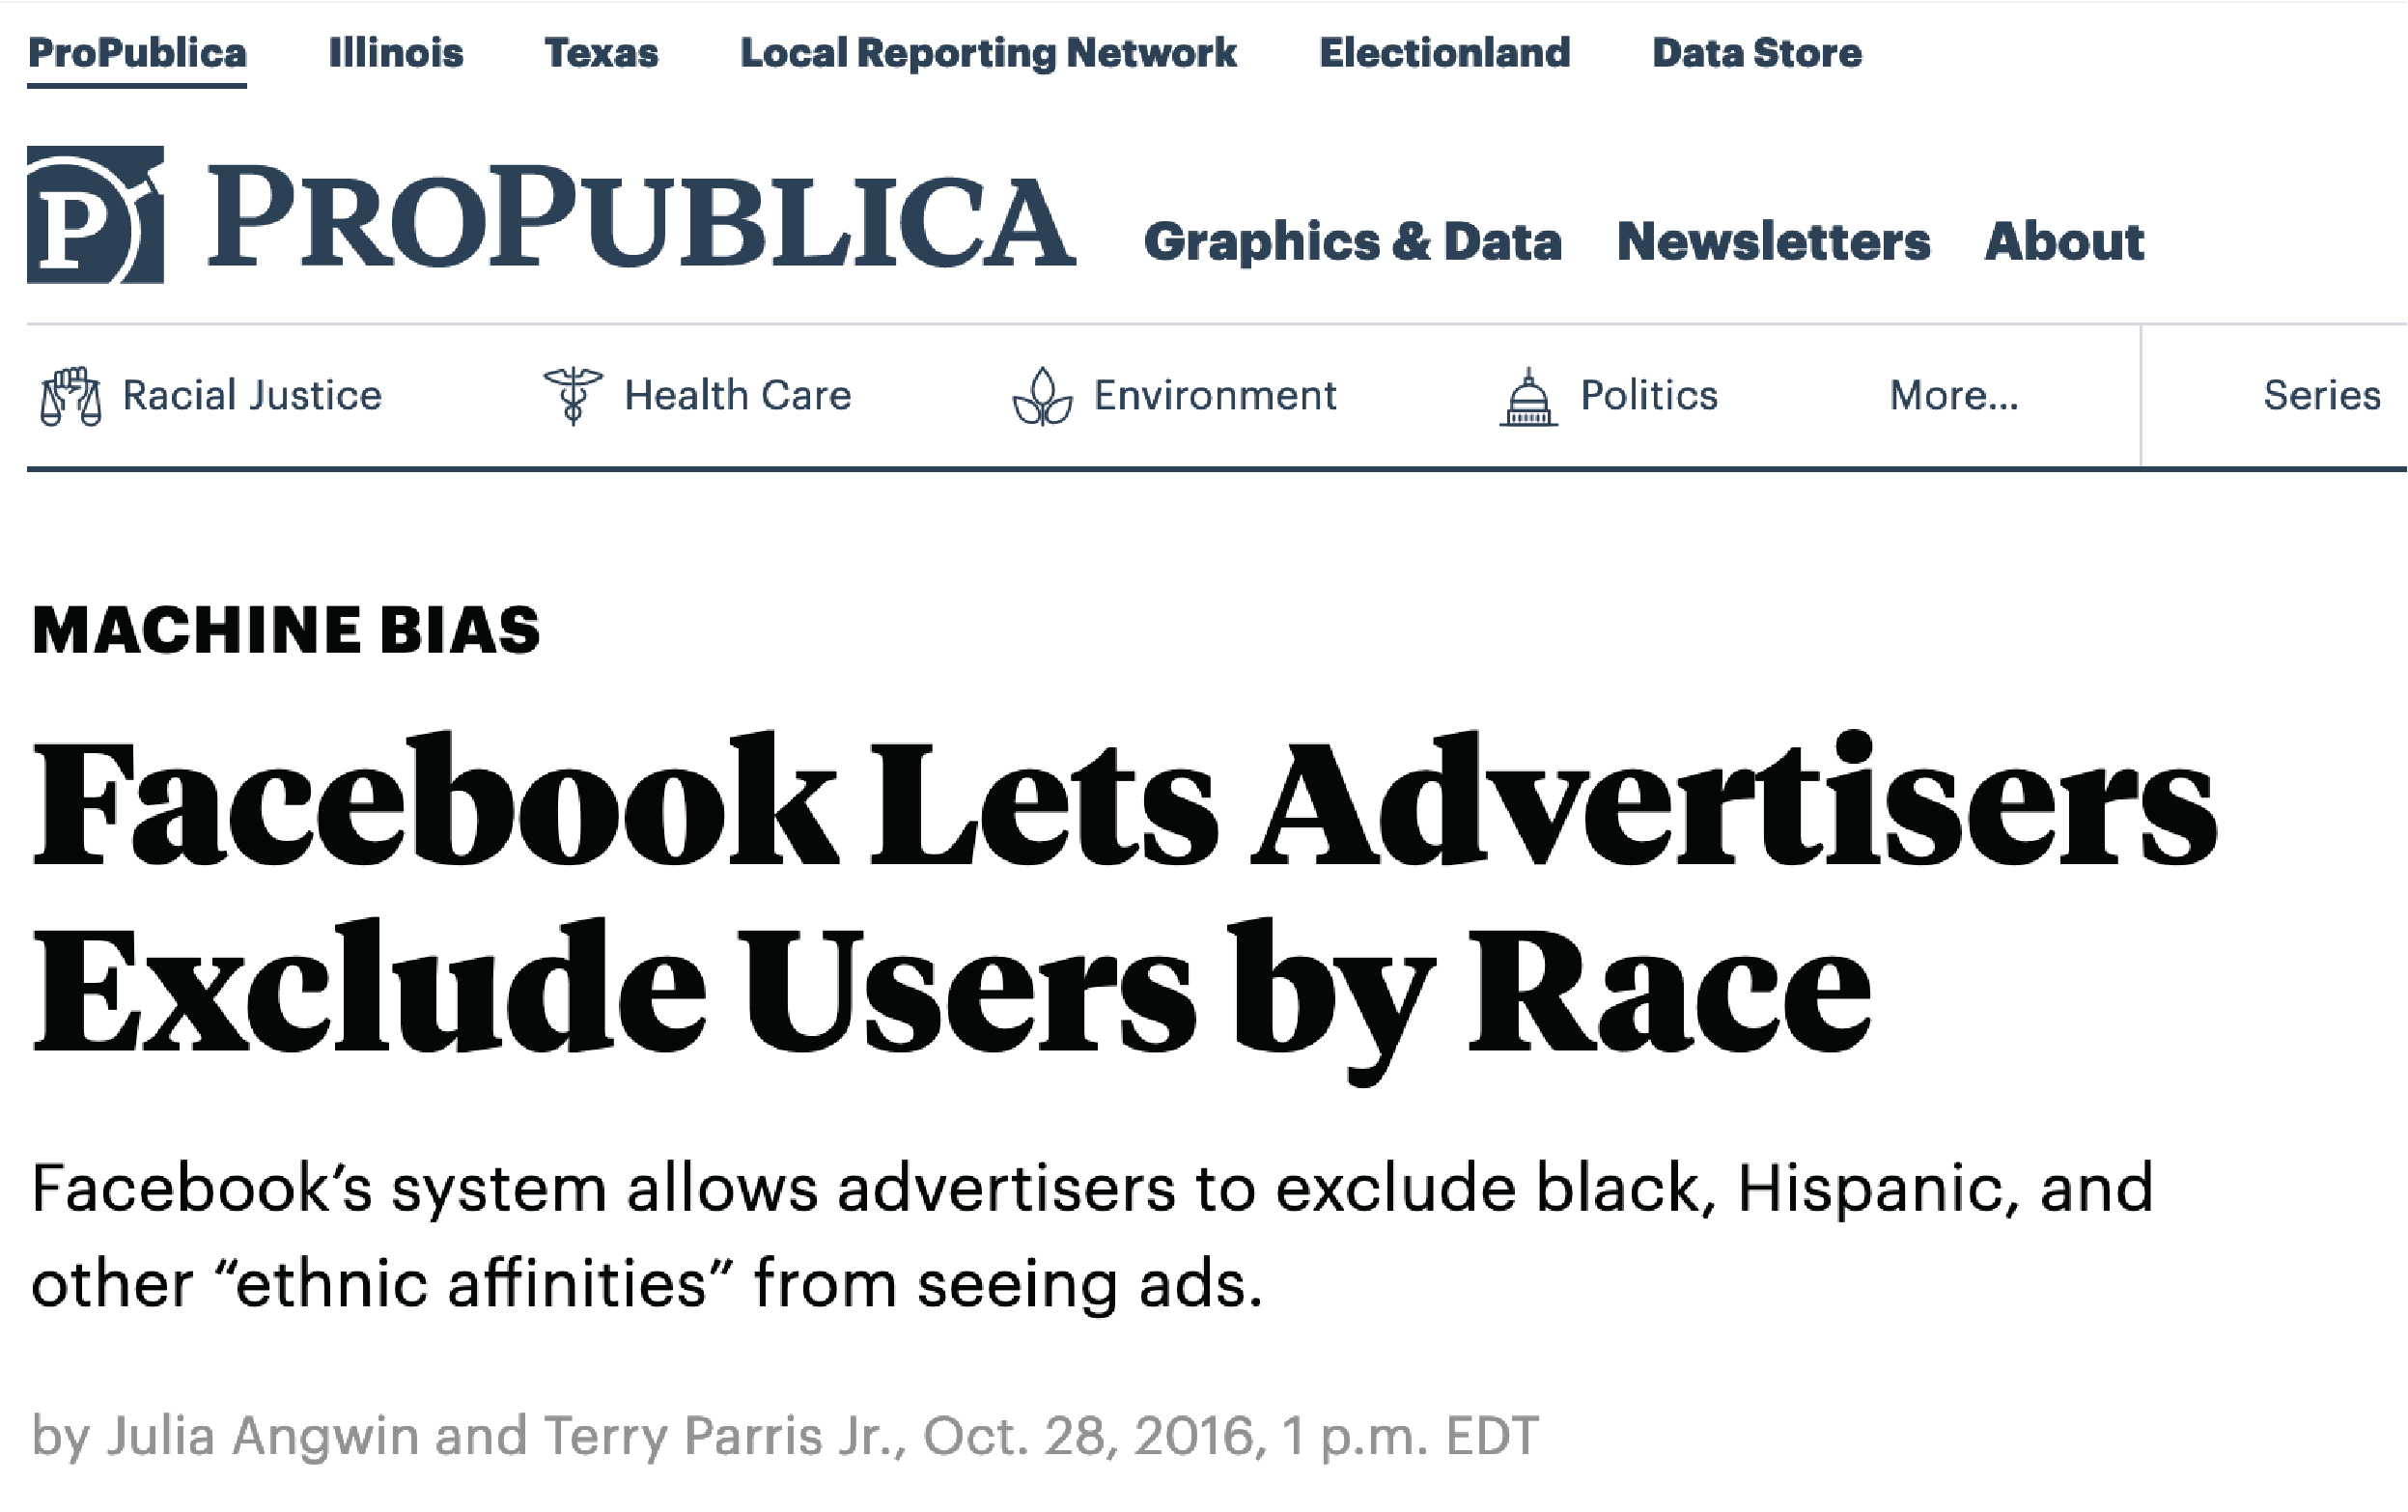 ProPublica Illinois Texas Local Reporting Network Electionland Data Store
P PROPUBLICA Graphics & Data Newsletters About
Racial Justice Health Care Environment Politics More... Series
MACHINE BIAS
Facebook Lets Advertisers
Exclude Users by Race
Facebook’s system allows advertisers to exclude black, Hispanic, and
other “ethnic affinities” from seeing ads.
by Julia Angwin and Terry Parris Jr., Oct. 28, 2016, 1 p.m. EDT